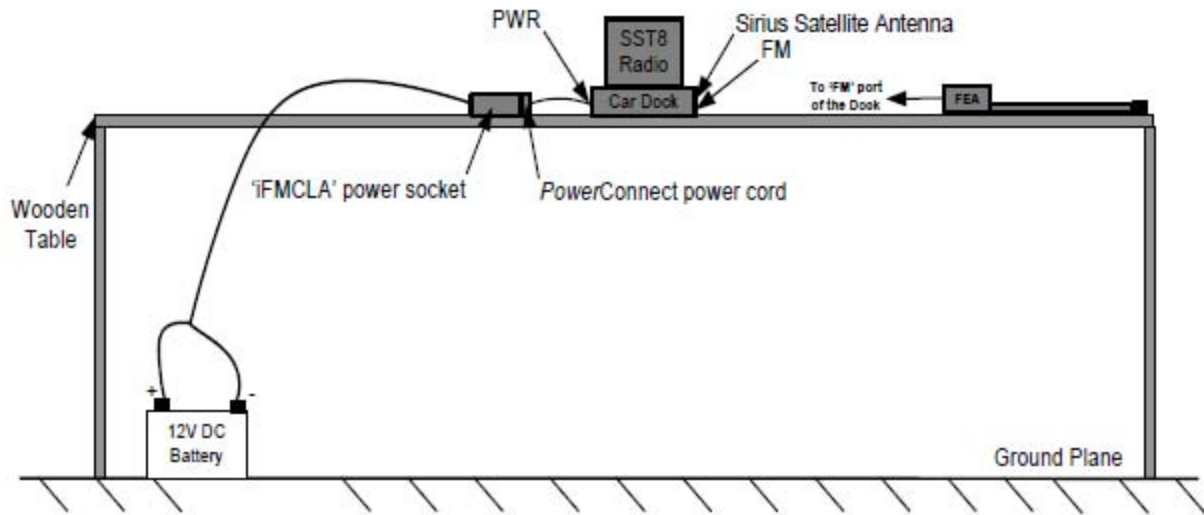 PWR
SST8
Radio
Sirius Satellite Antenna
FM
Car Dock
To 'FM' port
of the Dook
FEA
'iFMCLA' power socket
PowerConnect power cord
Wooden
Table
+
-
12V DC
Battery
Ground Plane